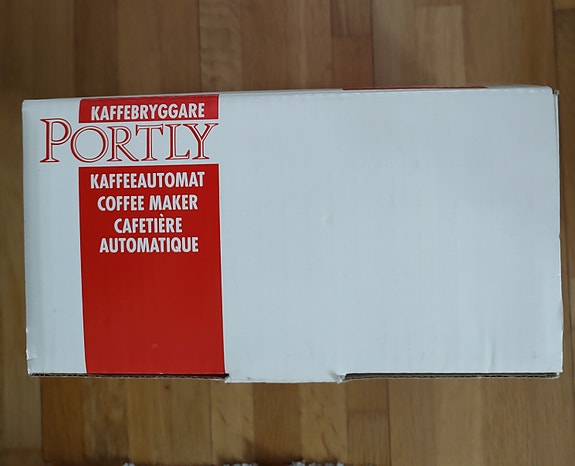 KAFFEBRYGGARE
PORTLY
KAFFEEAUTOMAT
COFFEE MAKER
CAFETIÈRE
AUTOMATIQUE